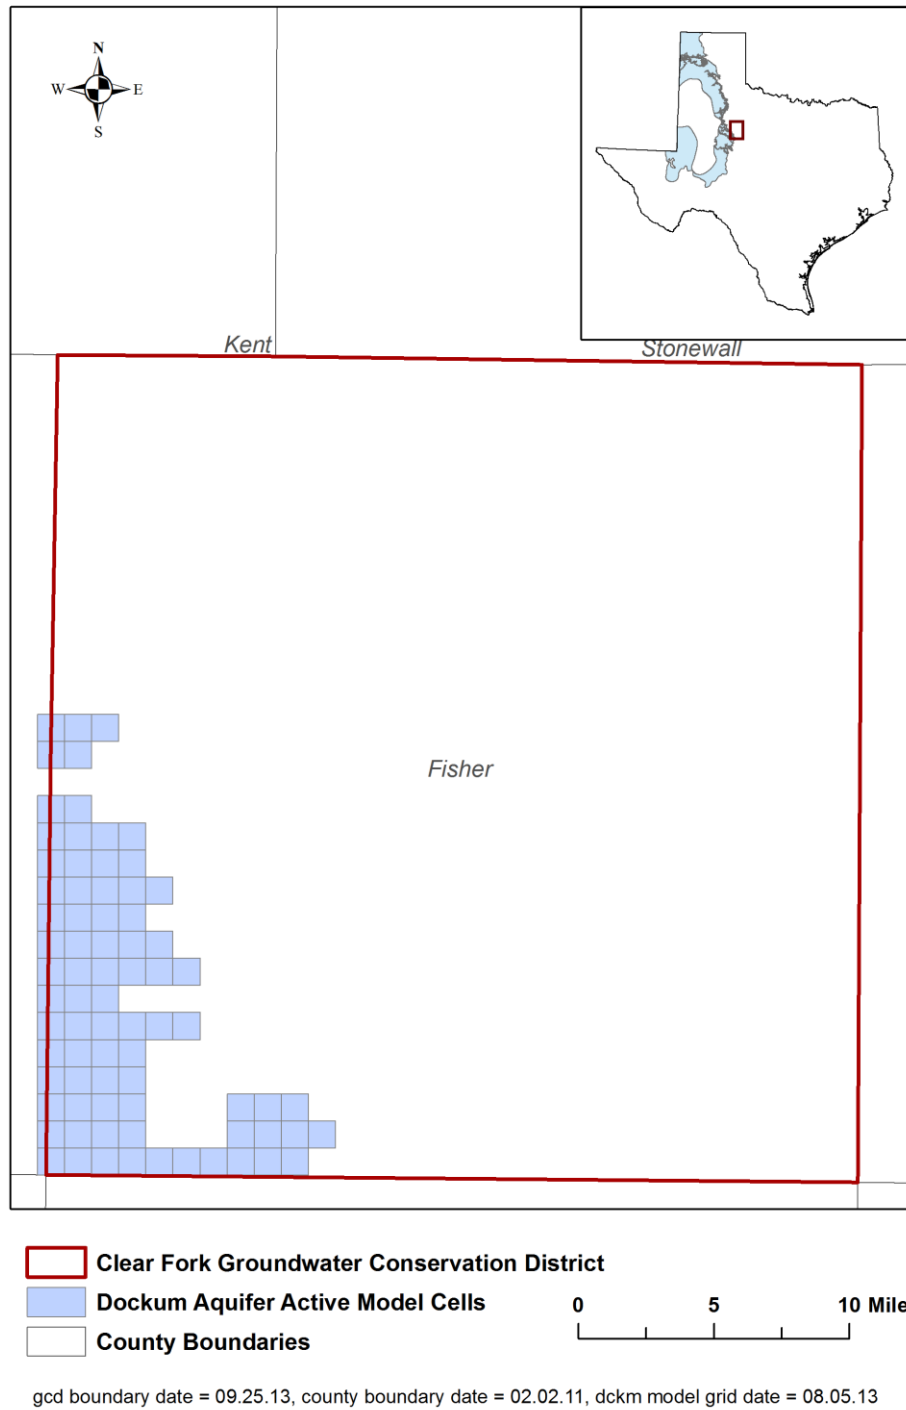 N
W E
S
Kent
Stonewall
Fisher
Clear Fork Groundwater Conservation District
Dockum Aquifer Active Model Cells
County Boundaries
0 5 10 Mile
gcd boundary date = 09.25.13, county boundary date = 02.02.11, dckm model grid date = 08.05.13